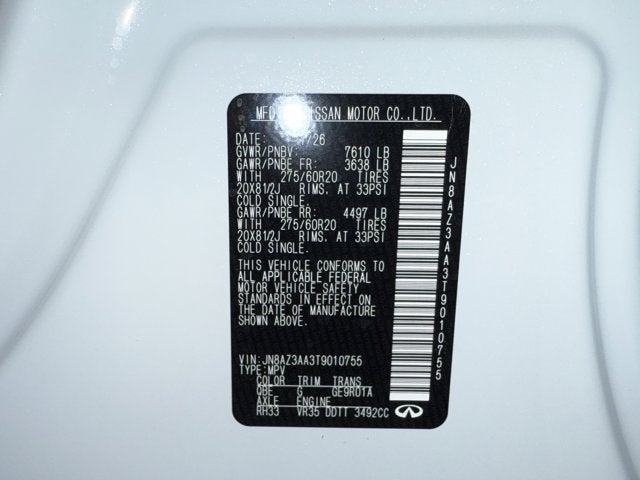 MFD NISSAN MOTOR CO.,LTD.
DATE: /26
GVWR/PNBV: 7610 LB
GAWR/PNBE FR: 3638 LB
WITH 275/60R20 TIRES
20X81/2J RIMS. AT 33PSI
COLD SINGLE.
GAWR/PNBE RR: 4497 LB
WITH 275/60R20 TIRES
20X81/2J RIMS. AT 33PSI
COLD SINGLE.
THIS VEHICLE CONFORMS TO
ALL APPLICABLE FEDERAL
MOTOR VEHICLE SAFETY
STANDARDS IN EFFECT ON
THE DATE OF MANUFACTURE
SHOWN ABOVE.
VIN: JN8AZ3AA3T9010755
TYPE: MPV
COLOR TRIM TRANS
QBE G GE9R01A
AXLE ENGINE
RH33 VR35 DDTT 3492CC
JN8AZ3AA3T9010755